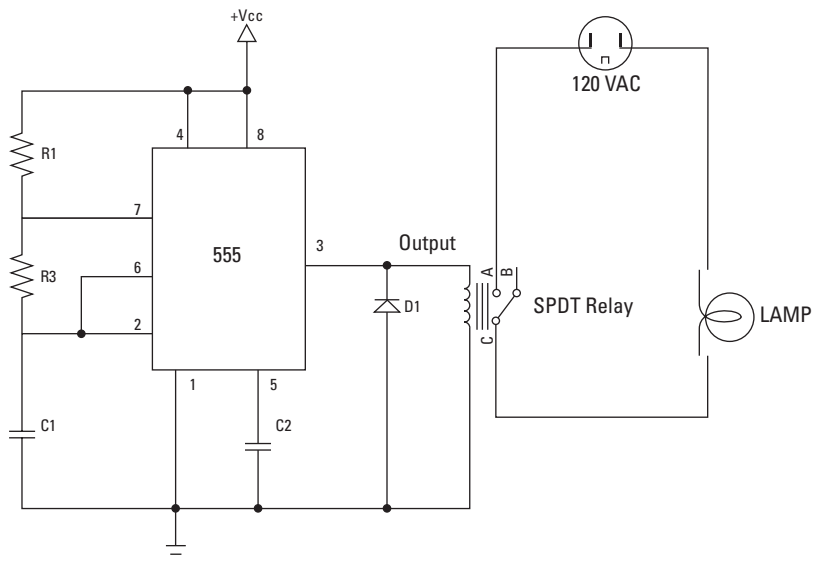 +Vcc
120 VAC
4
8
R1
7
555
3
Output
R3
6
A
B
D1
SPDT Relay
LAMP
2
C
1
5
C1
C2